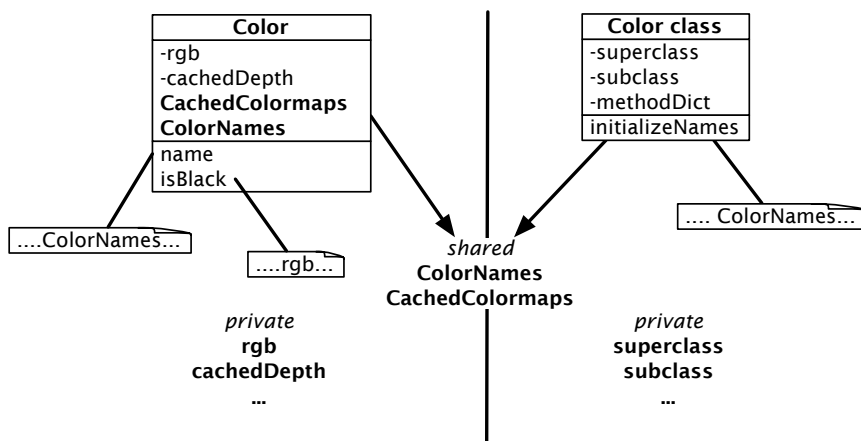 Color
-rgb
-cachedDepth
CachedColormaps
ColorNames
name
isBlack
....ColorNames...
....rgb...
Color class
-superclass
-subclass
-methodDict
initializeNames
.... ColorNames...
shared
ColorNames
CachedColormaps
private
rgb
cachedDepth
...
private
superclass
subclass
...